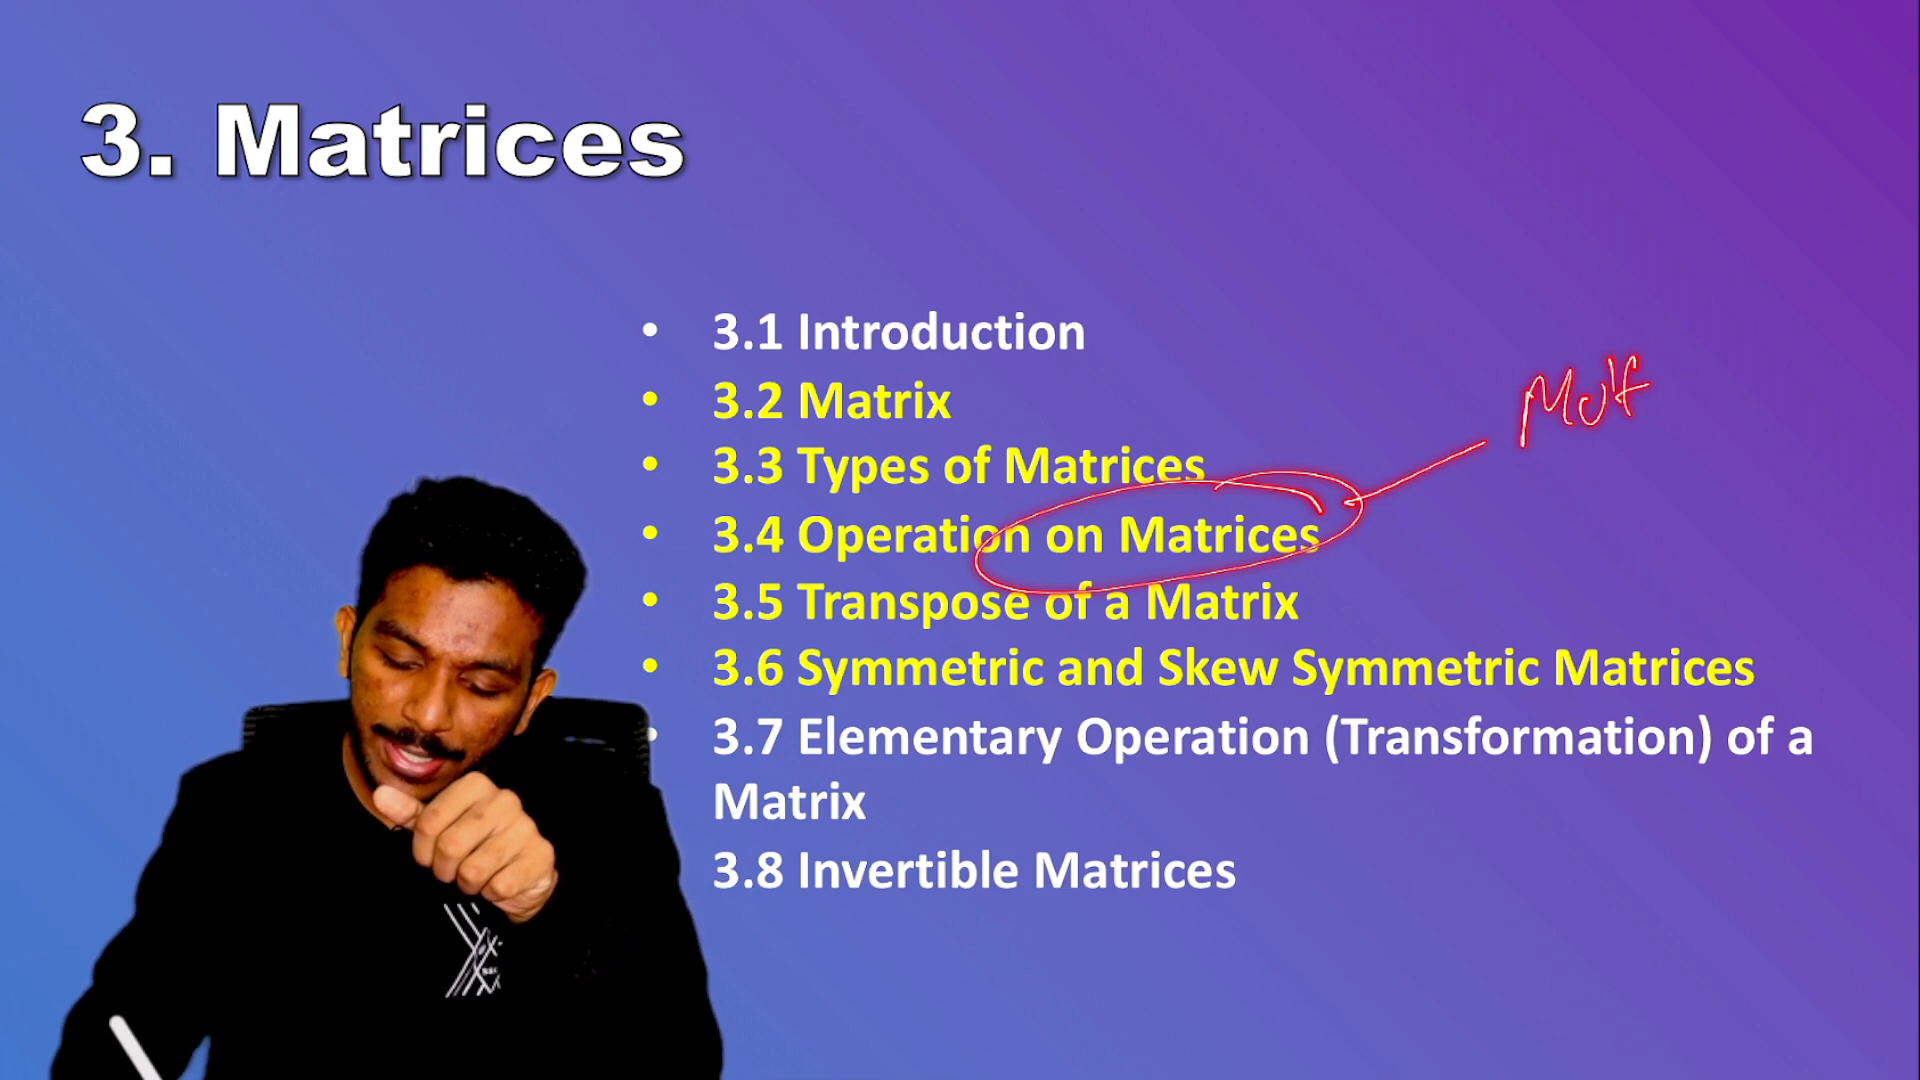 3. Matrices
• 3.1 Introduction
• 3.2 Matrix
• 3.3 Types of Matrices
• 3.4 Operation on Matrices
• 3.5 Transpose of a Matrix
• 3.6 Symmetric and Skew Symmetric Matrices
• 3.7 Elementary Operation (Transformation) of a
Matrix
3.8 Invertible Matrices